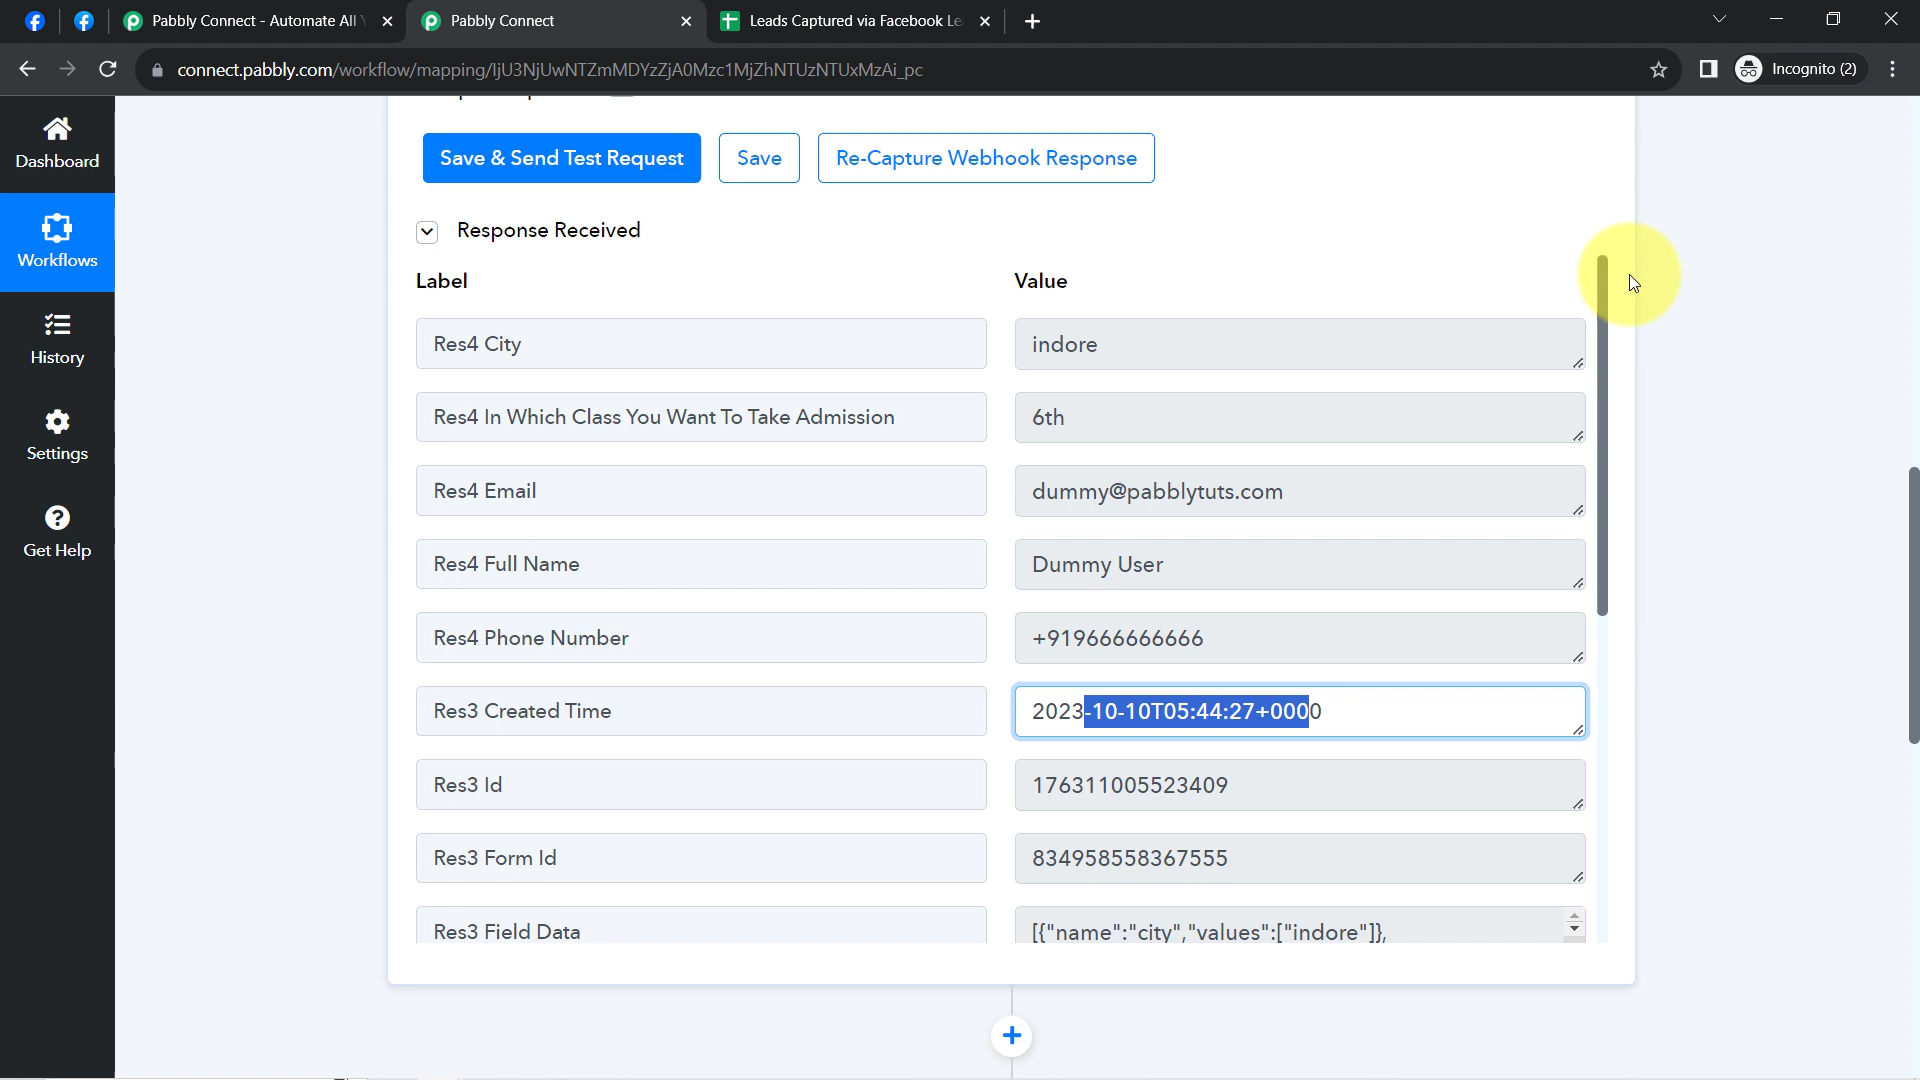 Pabbly Connect - Automate All
Pabbly Connect
Leads Captured via Facebook Le
connect.pabbly.com/workflow/mapping/IjU3NjUwNTZmMDYzZjA0Mzc1MjZhNTUzNTUxMzAi_pc
Incognito (2)
Dashboard
Workflows
History
Settings
Get Help
Save & Send Test Request
Save
Re-Capture Webhook Response
Response Received
Label
Value
Res4 City
indore
Res4 In Which Class You Want To Take Admission
6th
Res4 Email
dummy@pabblytuts.com
Res4 Full Name
Dummy User
Res4 Phone Number
+919666666666
Res3 Created Time
2023-10-10T05:44:27+0000
Res3 Id
176311005523409
Res3 Form Id
834958558367555
Res3 Field Data
[{"name":"city","values":["indore"]},